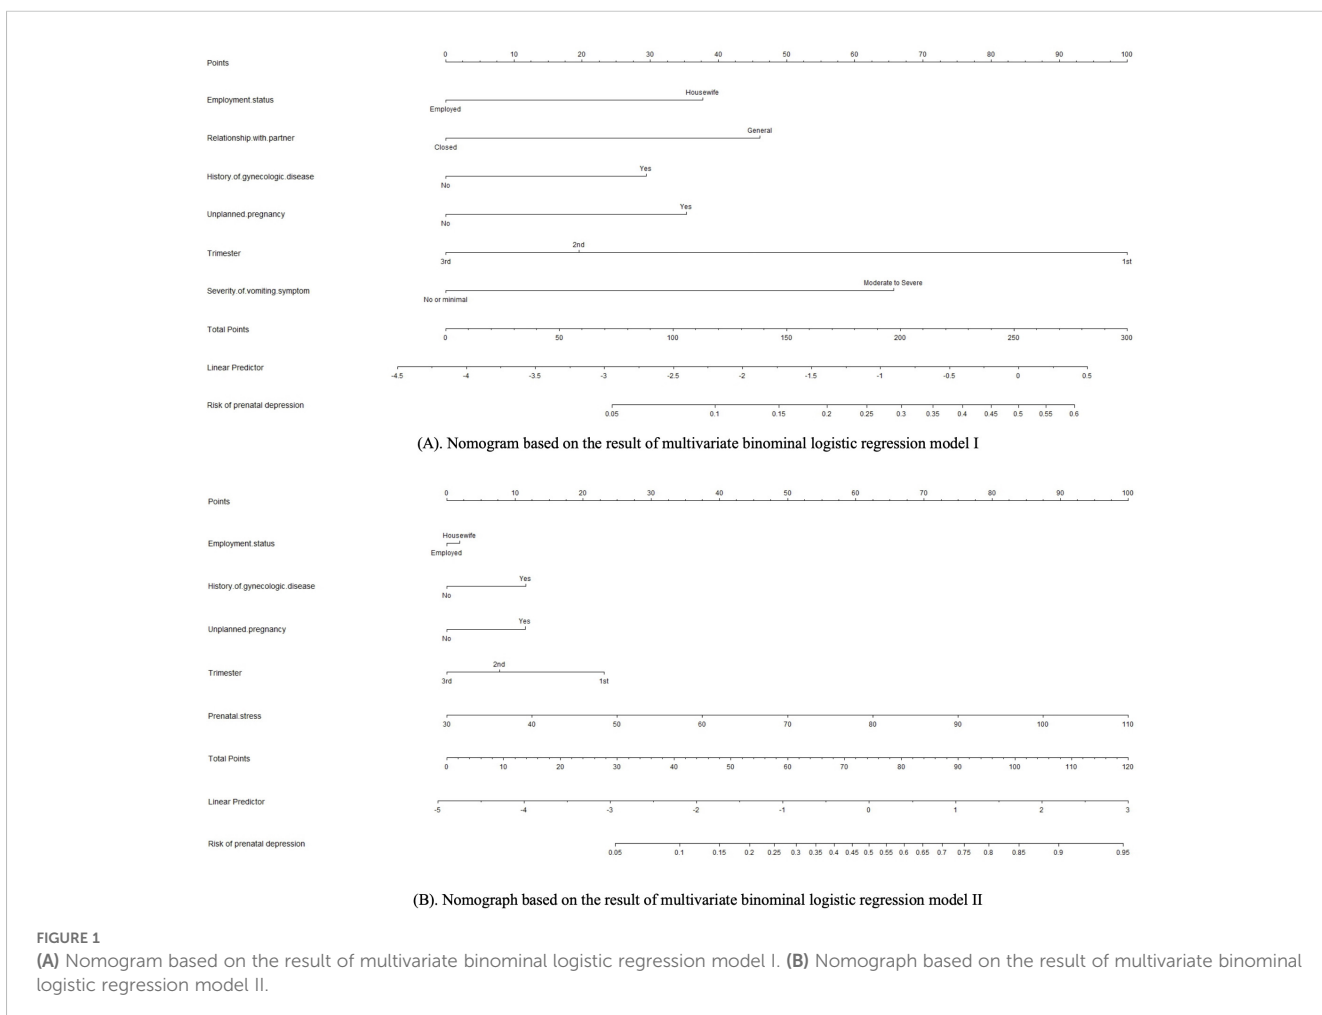 0 10 20 30 40 50 60 70 80 90 100
Points
Housewife
Employment.status
Employed
General
Relationship.with.partner
Closed
Yes
History.of.gynecologic.disease
No
Yes
Unplanned.pregnancy
No
2nd
Trimester
3rd 1st
Moderate to Severe
Severity.of.vomiting.symptom
No or minimal
Total Points
0 50 100 150 200 250 300
Linear Predictor
-4.5 -4 -3.5 -3 -2.5 -2 -1.5 -1 -0.5 0 0.5
Risk of prenatal depression
0.05 0.1 0.15 0.2 0.25 0.3 0.35 0.4 0.45 0.5 0.55 0.6
(A). Nomogram based on the result of multivariate binominal logistic regression model I
0 10 20 30 40 50 60 70 80 90 100
Points
Housewife
Employment.status
Employed
Yes
History.of.gynecologic.disease
No
Yes
Unplanned.pregnancy
No
2nd
Trimester
3rd 1st
Prenatal.stress
30 40 50 60 70 80 90 100 110
Total Points
0 10 20 30 40 50 60 70 80 90 100 110 120
Linear Predictor
-5 -4 -3 -2 -1 0 1 2 3
Risk of prenatal depression
0.05 0.1 0.15 0.2 0.25 0.3 0.35 0.4 0.45 0.5 0.55 0.6 0.65 0.7 0.75 0.8 0.85 0.9 0.95
(B). Nomograph based on the result of multivariate binominal logistic regression model II
FIGURE 1
(A) Nomogram based on the result of multivariate binominal logistic regression model I. (B) Nomograph based on the result of multivariate binominal
logistic regression model II.